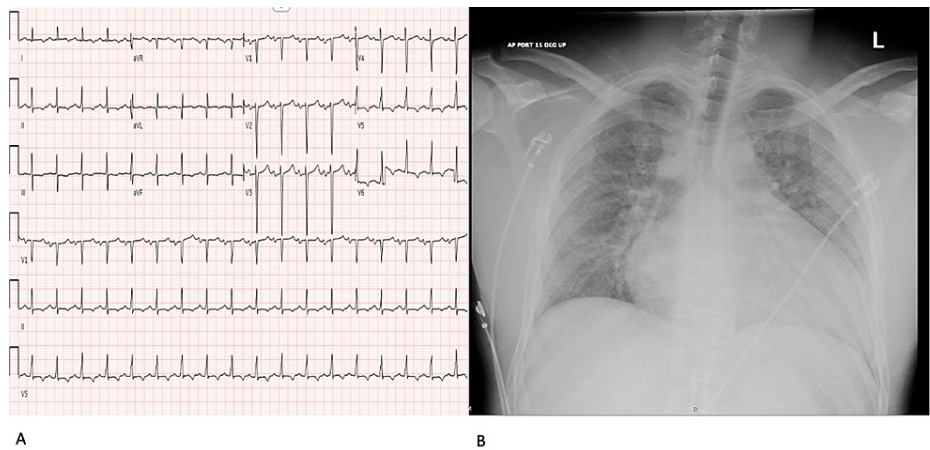 I
aVR
V1
V4
II
aVL
V2
V5
III
aVF
V3
V6
V1
II
V5
AP PORT 15 DEG UP
L
A
B